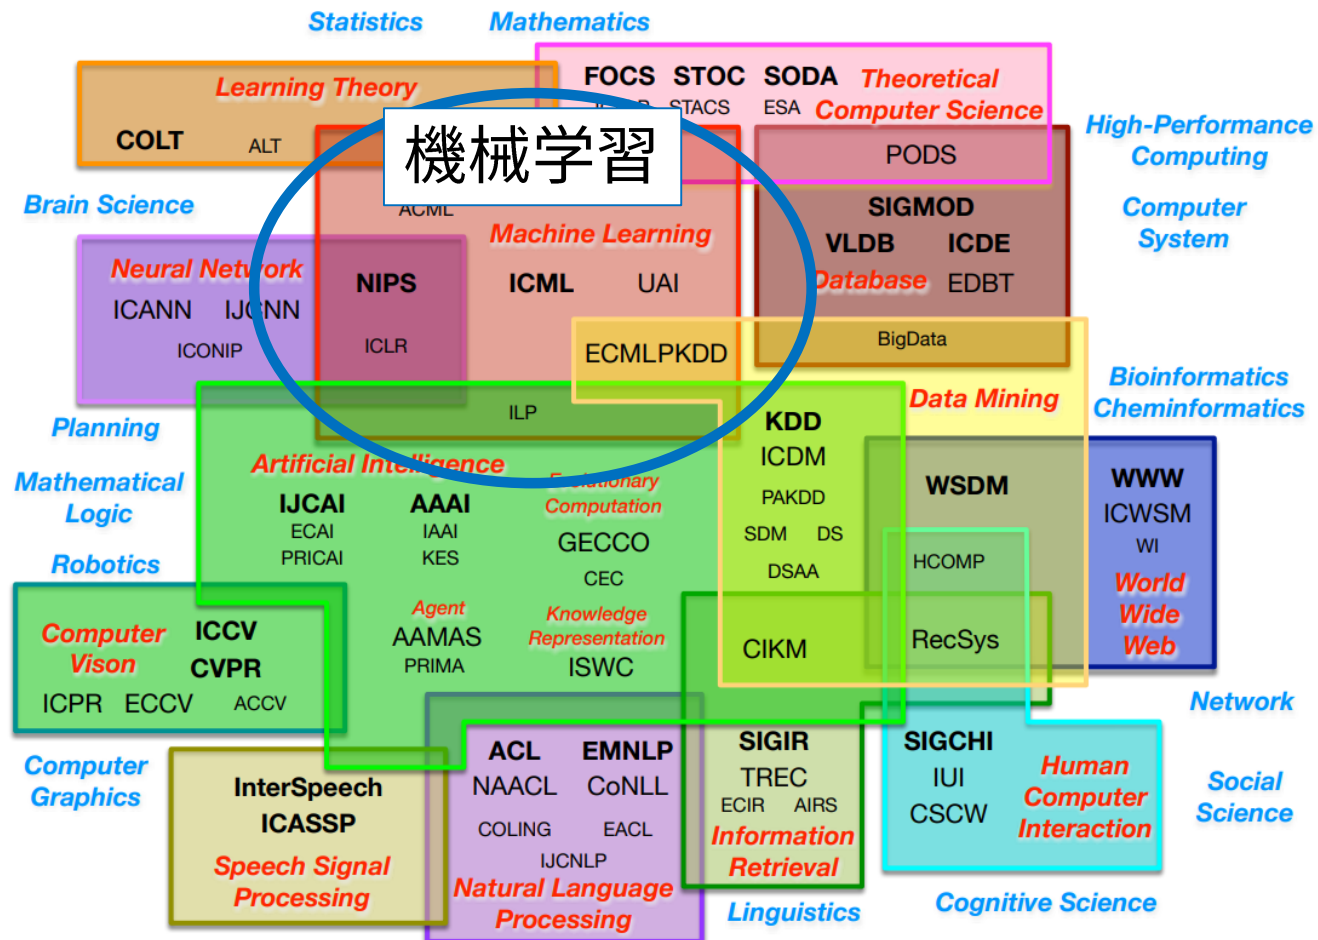 Statistics
Mathematics
Learning Theory
COLT
ALT
FOCS STOC SODA
STACS
ESA
Theoretical
Computer Science
High-Performance
Computing
PODS
機械学習
ACML
Brain Science
SIGMOD
VLDB ICDE
Database EDBT
BigData
Computer
System
Machine Learning
Neural Network
ICANN IJCNN
ICONIP
NIPS
ICML
UAI
ICLR
ECMLPKDD
ILP
Planning
Data Mining
Bioinformatics
Cheminformatics
KDD
ICDM
PAKDD
SDM DS
DSAA
Mathematical
Logic
Artificial Intelligence
IJCAI AAAI
ECAI IAAI
PRICAI KES
Evolutionary
Computation
GECCO
CEC
WSDM
HCOMP
WWW
ICWSM
WI
World
Wide
Web
Robotics
Agent
AAMAS
PRIMA
Knowledge
Representation
ISWC
CIKM
RecSys
Computer
Vison
ICCV
CVPR
ICPR ECCV ACCV
Network
Computer
Graphics
InterSpeech
ICASSP
Speech Signal
Processing
ACL EMNLP
NAACL CoNLL
COLING EACL
IJCNLP
Natural Language
Processing
SIGIR
TREC
ECIR AIRS
Information
Retrieval
SIGCHI
IUI
CSCW
Human
Computer
Interaction
Social
Science
Linguistics
Cognitive Science